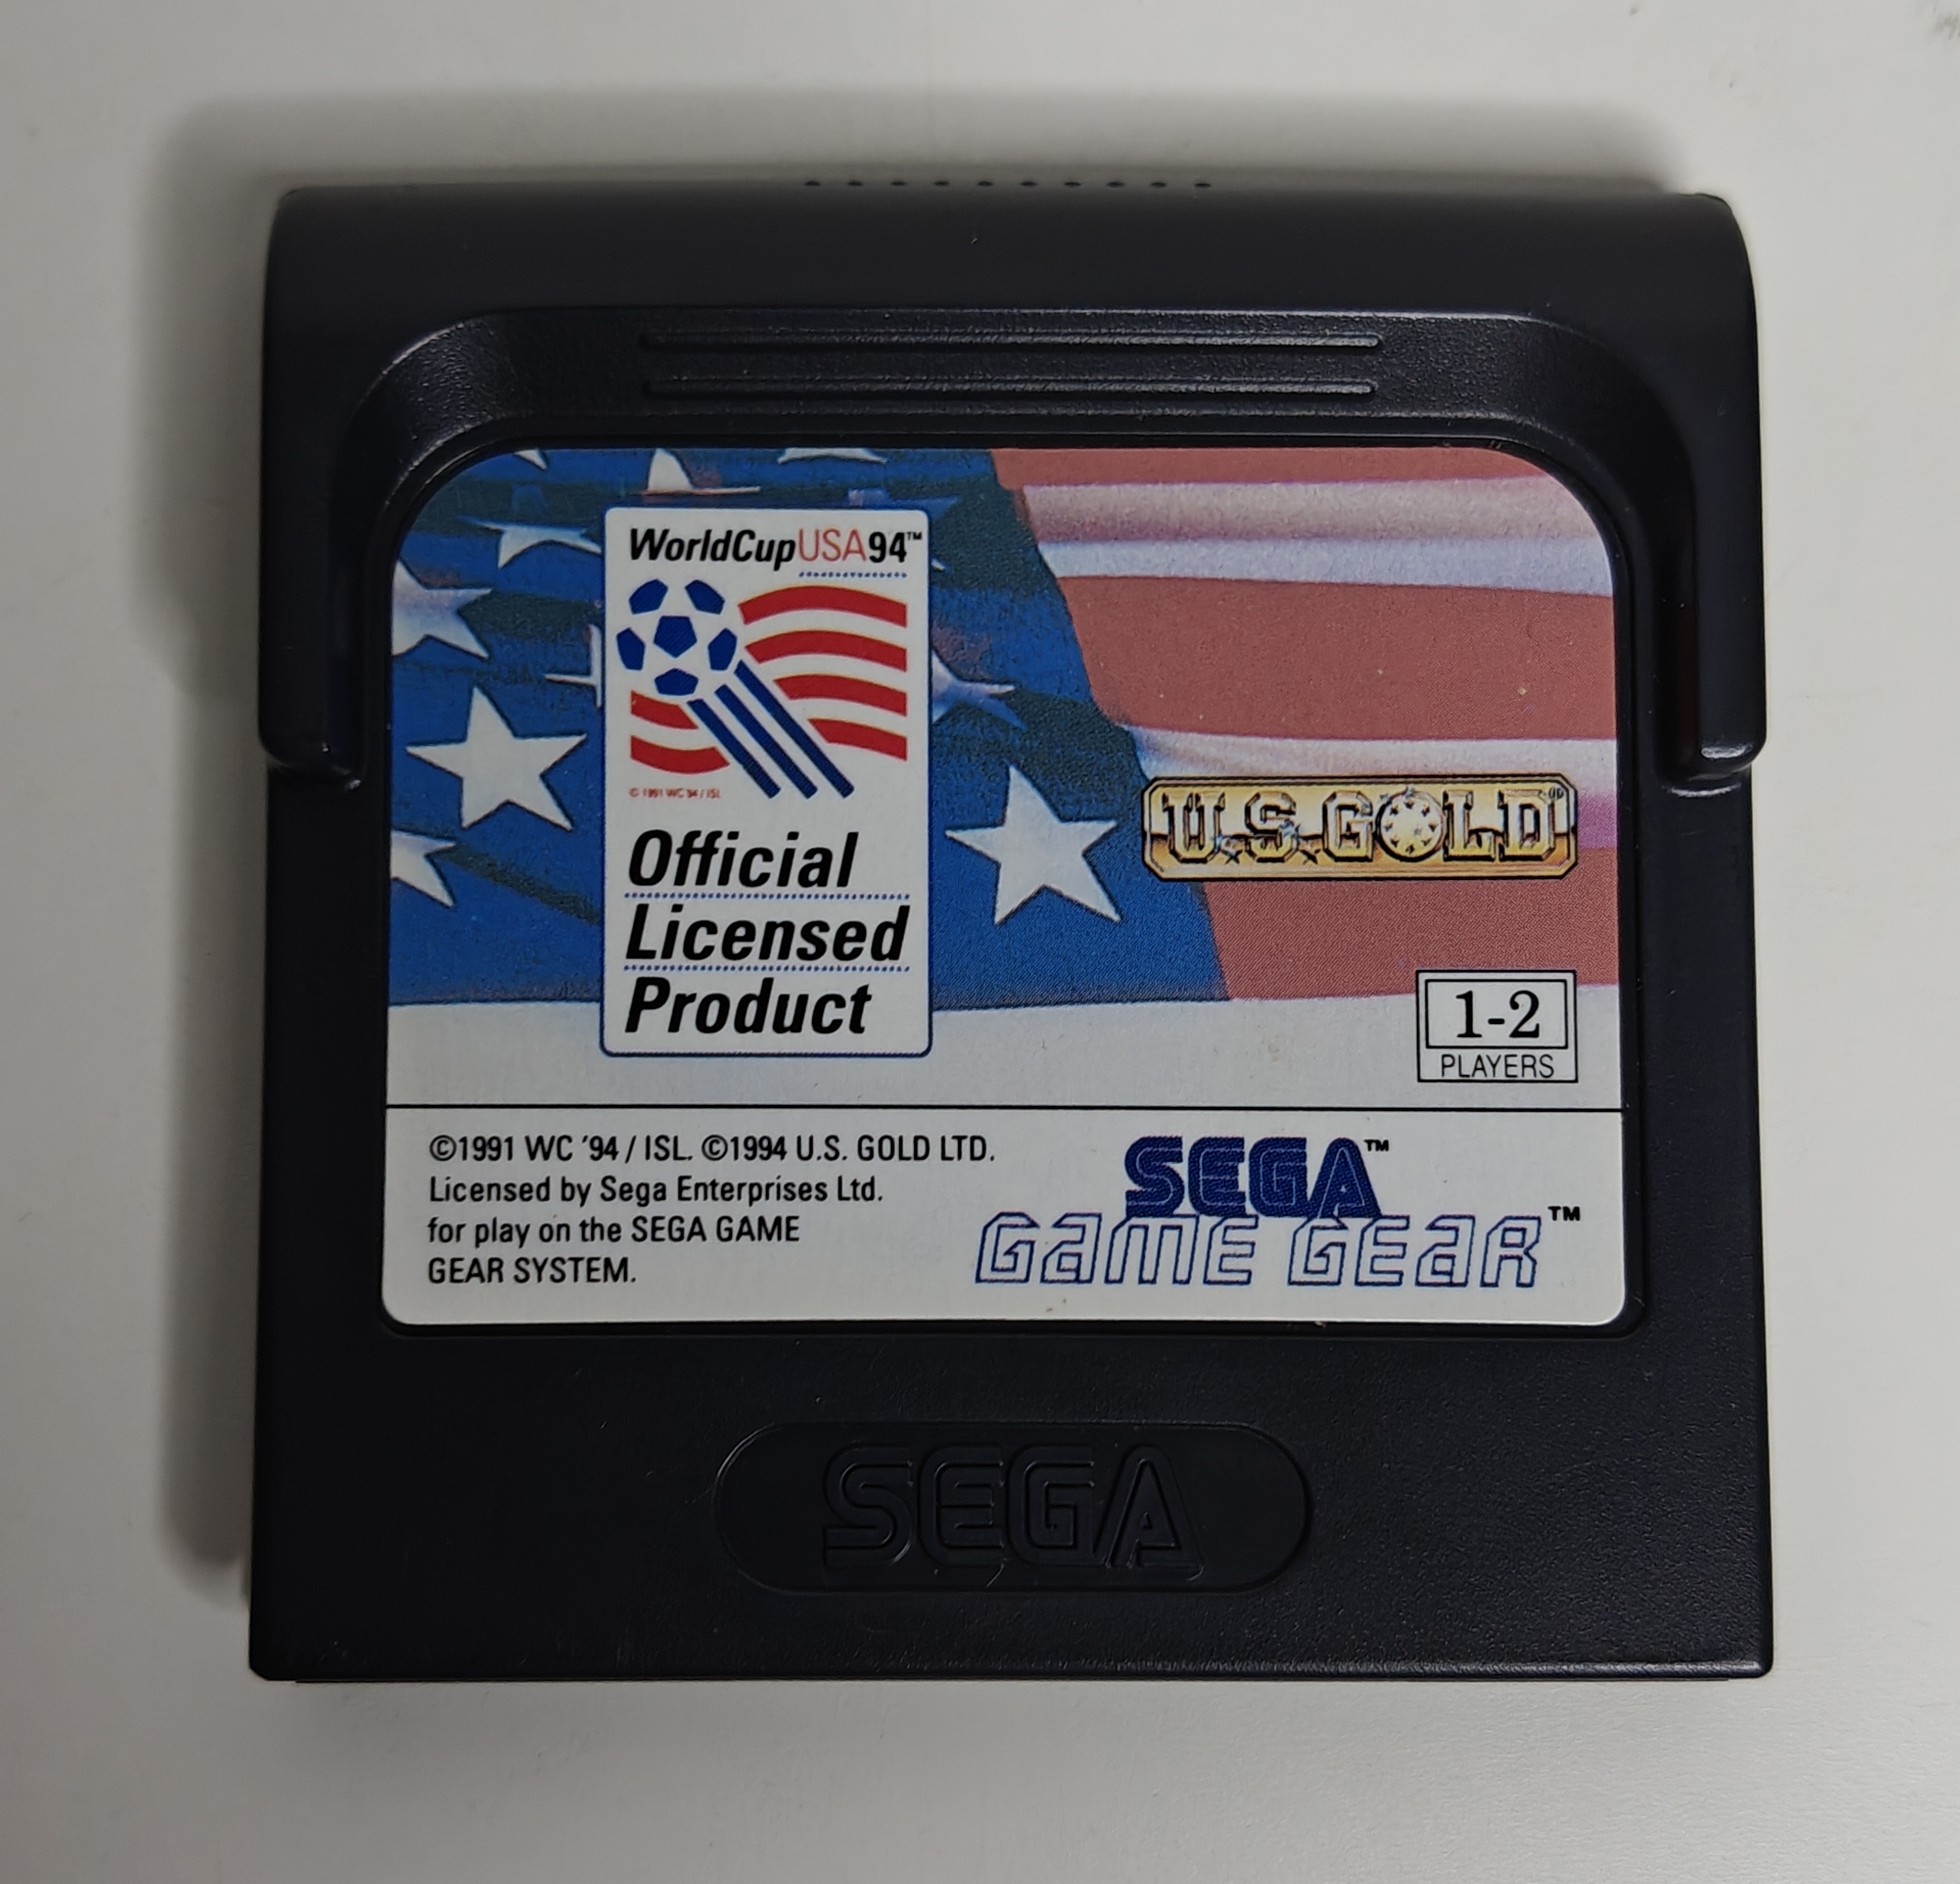 WorldCupUSA94™
© 1991 WC 94 / ISL
Official
Licensed
Product
U.S.GOLD
1-2
PLAYERS
©1991 WC '94 / ISL. ©1994 U.S. GOLD LTD.
Licensed by Sega Enterprises Ltd.
for play on the SEGA GAME
GEAR SYSTEM.
SEGA™
GAME GEAR™
SEGA